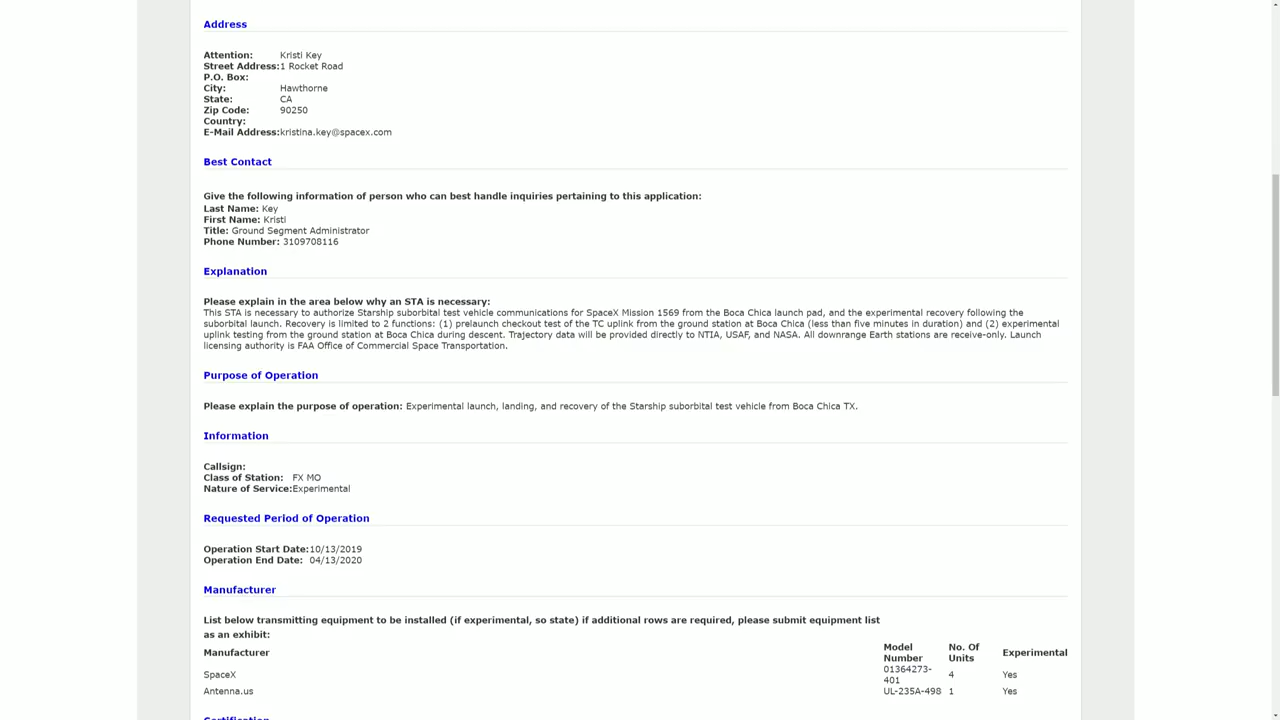 Address
Attention: Kristi Key
Street Address:1 Rocket Road
P.O. Box:
City: Hawthorne
State: CA
Zip Code: 90250
Country:
E-Mail Address:kristina.key@spacex.com
Best Contact
Give the following information of person who can best handle inquiries pertaining to this application:
Last Name: Key
First Name: Kristi
Title: Ground Segment Administrator
Phone Number: 3109708116
Explanation
Please explain in the area below why an STA is necessary:
This STA is necessary to authorize Starship suborbital test vehicle communications for SpaceX Mission 1569 from the Boca Chica launch pad, and the experimental recovery following the
suborbital launch. Recovery is limited to 2 functions: (1) prelaunch checkout test of the TC uplink from the ground station at Boca Chica (less than five minutes in duration) and (2) experimental
uplink testing from the ground station at Boca Chica during descent. Trajectory data will be provided directly to NTIA, USAF, and NASA. All downrange Earth stations are receive-only. Launch
licensing authority is FAA Office of Commercial Space Transportation.
Purpose of Operation
Please explain the purpose of operation: Experimental launch, landing, and recovery of the Starship suborbital test vehicle from Boca Chica TX.
Information
Callsign:
Class of Station: FX MO
Nature of Service:Experimental
Requested Period of Operation
Operation Start Date:10/13/2019
Operation End Date: 04/13/2020
Manufacturer
List below transmitting equipment to be installed (if experimental, so state) if additional rows are required, please submit equipment list
as an exhibit:
Manufacturer Model Number No. Of Units Experimental
SpaceX 01364273-401 4 Yes
Antenna.us UL-235A-498 1 Yes
Certification